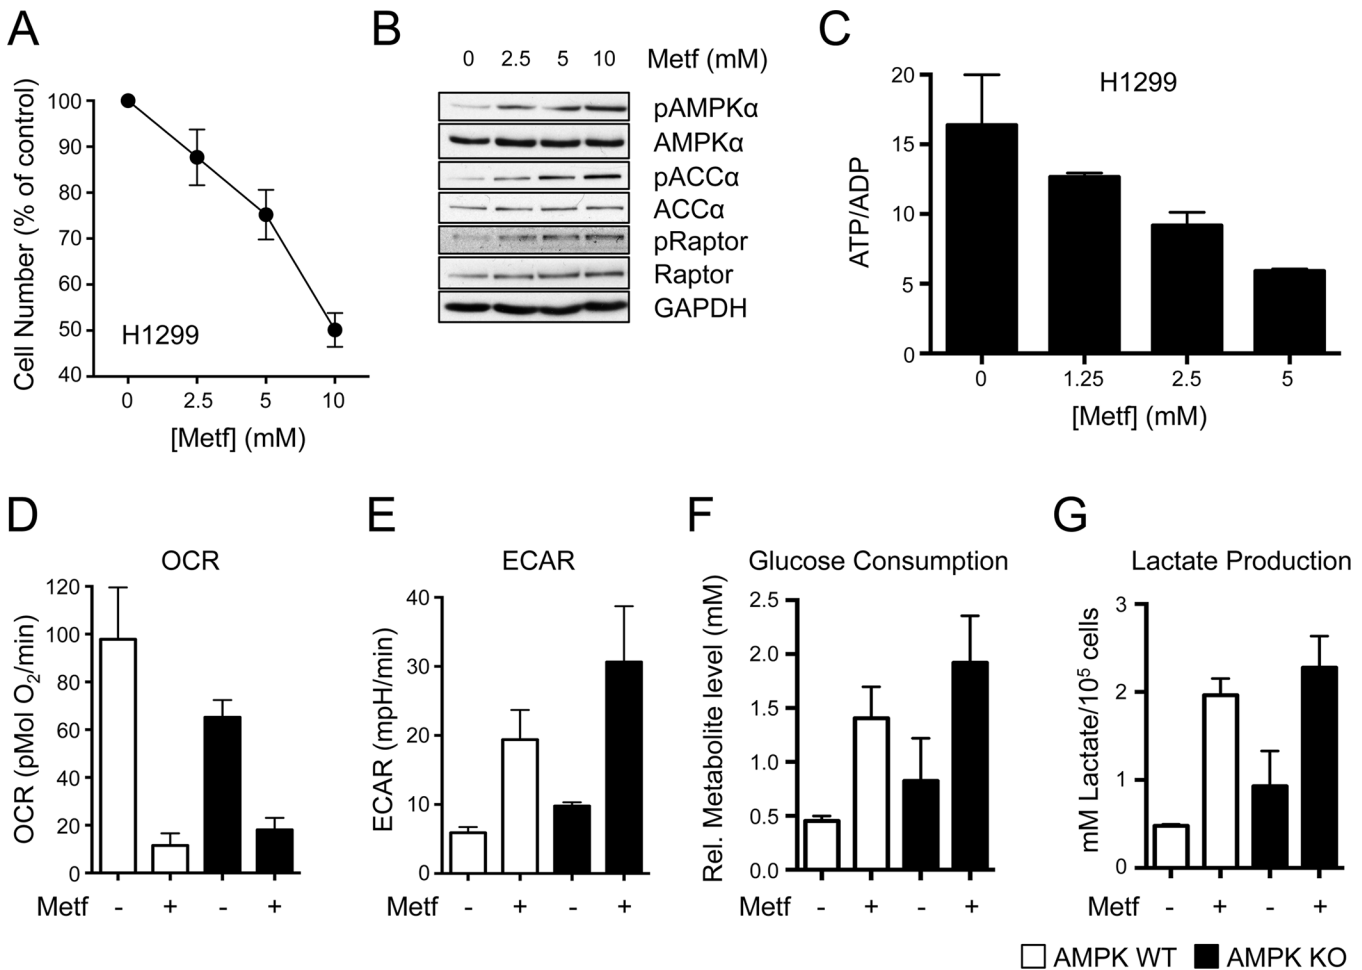 A
Cell Number (% of control)
100
90
80
70
60
50
40
H1299
0 2.5 5 10
[Metf] (mM)
B
0 2.5 5 10 Metf (mM)
pAMPKα
AMPKα
pACCα
ACCα
pRaptor
Raptor
GAPDH
C
H1299
ATP/ADP
20
15
10
5
0
0 1.25 2.5 5
[Metf] (mM)
D
OCR
OCR (pMol O2/min)
120
100
80
60
40
20
0
Metf - + - +
E
ECAR
ECAR (mpH/min)
40
30
20
10
0
- + - +
Metf
F
Glucose Consumption
Rel. Metabolite level (mM)
2.5
2.0
1.5
1.0
0.5
0.0
Metf - + - +
G
Lactate Production
mM Lactate/10⁵ cells
3
2
1
0
Metf - + - +
AMPK WT AMPK KO